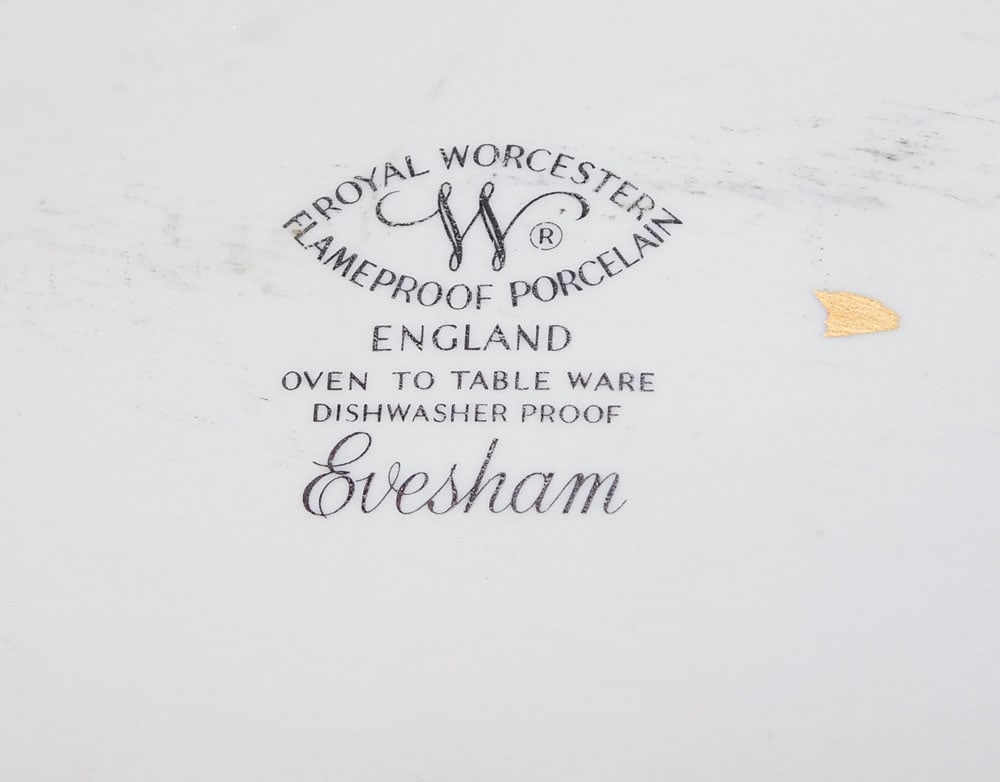 ROYAL WORCESTER
W ®
FLAMEPROOF PORCELAIN
ENGLAND
OVEN TO TABLE WARE
DISHWASHER PROOF
Evesham